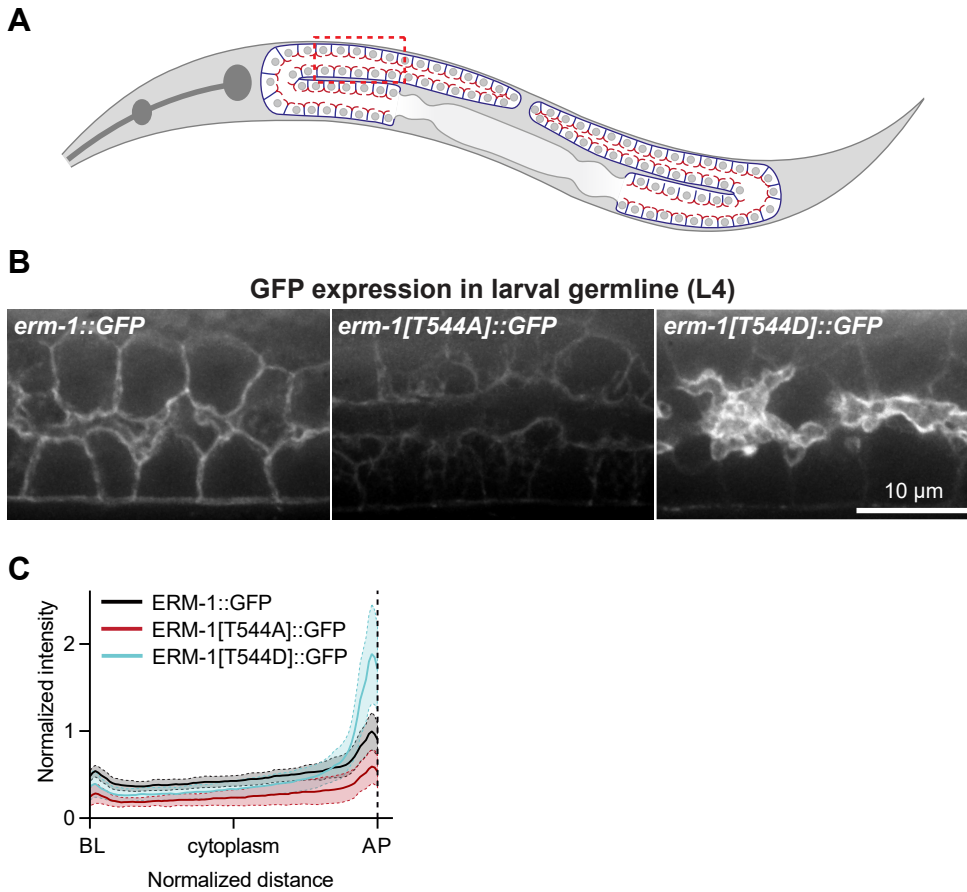 A
B
GFP expression in larval germline (L4)
erm-1::GFP
erm-1[T544A]::GFP
erm-1[T544D]::GFP
10 µm
C
Normalized intensity
2
1
0
ERM-1::GFP
ERM-1[T544A]::GFP
ERM-1[T544D]::GFP
BL
cytoplasm
AP
Normalized distance